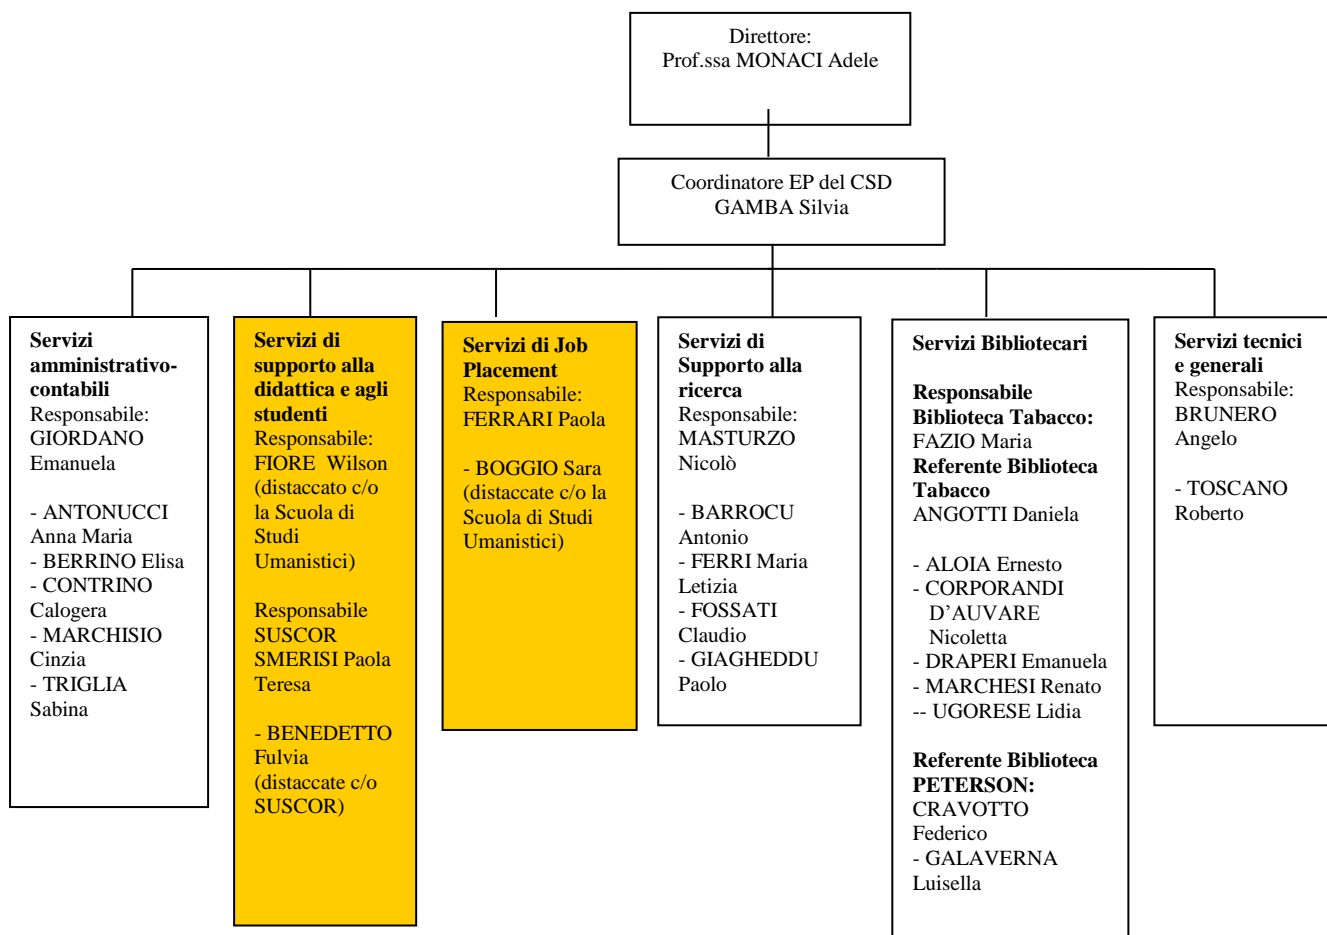 Direttore:
Prof.ssa MONACI Adele
Coordinatore EP del CSD
GAMBA Silvia
Servizi
amministrativo-
contabili
Responsabile:
GIORDANO
Emanuela
- ANTONUCCI
Anna Maria
- BERRINO Elisa
- CONTRINO
Calogera
- MARCHISIO
Cinzia
- TRIGLIA
Sabina
Servizi di
supporto alla
didattica e agli
studenti
Responsabile:
FIORE Wilson
(distaccato c/o
la Scuola di
Studi
Umanistici)
Responsabile
SUSCOR
SMERISI Paola
Teresa
- BENEDETTO
Fulvia
(distaccate c/o
SUSCOR)
Servizi di Job
Placement
Responsabile:
FERRARI Paola
- BOGGIO Sara
(distaccate c/o la
Scuola di Studi
Umanistici)
Servizi di
Supporto alla
ricerca
Responsabile:
MASTURZO
Nicolò
- BARROCU
Antonio
- FERRI Maria
Letizia
- FOSSATI
Claudio
- GIAGHEDDU
Paolo
Servizi Bibliotecari
Responsabile
Biblioteca Tabacco:
FAZIO Maria
Referente Biblioteca
Tabacco
ANGOTTI Daniela
- ALOIA Ernesto
- CORPORANDI
D’AUVARE
Nicoletta
- DRAPERI Emanuela
- MARCHESI Renato
-- UGORESE Lidia
Referente Biblioteca
PETERSON:
CRAVOTTO
Federico
- GALAVERNA
Luisella
Servizi tecnici
e generali
Responsabile:
BRUNERO
Angelo
- TOSCANO
Roberto